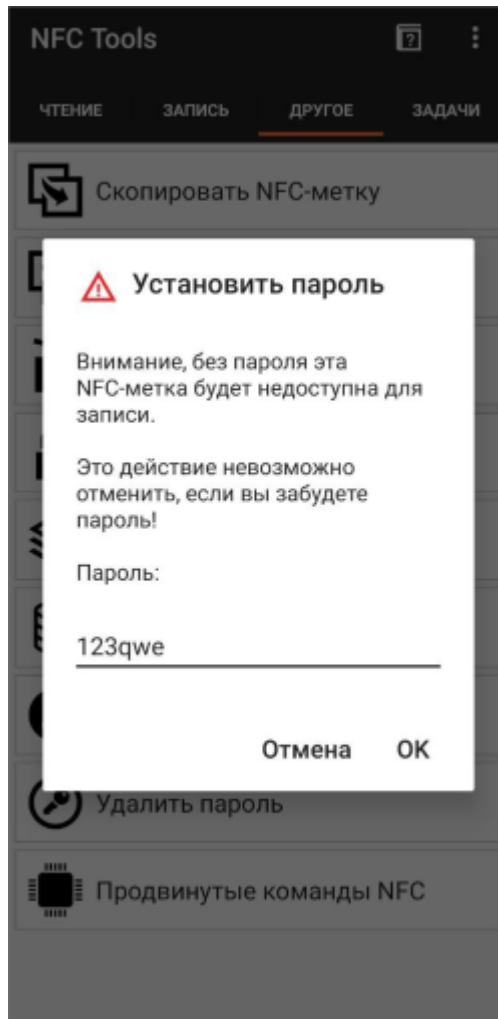 NFC Tools
ЧТЕНИЕ ЗАПИСЬ ДРУГОЕ ЗАДАЧИ
Скопировать NFC-метку
Установить пароль
Внимание, без пароля эта
NFC-метка будет недоступна для
записи.
Это действие невозможно
отменить, если вы забудете
пароль!
Пароль:
123qwe
Отмена OK
Удалить пароль
Продвинутые команды NFC